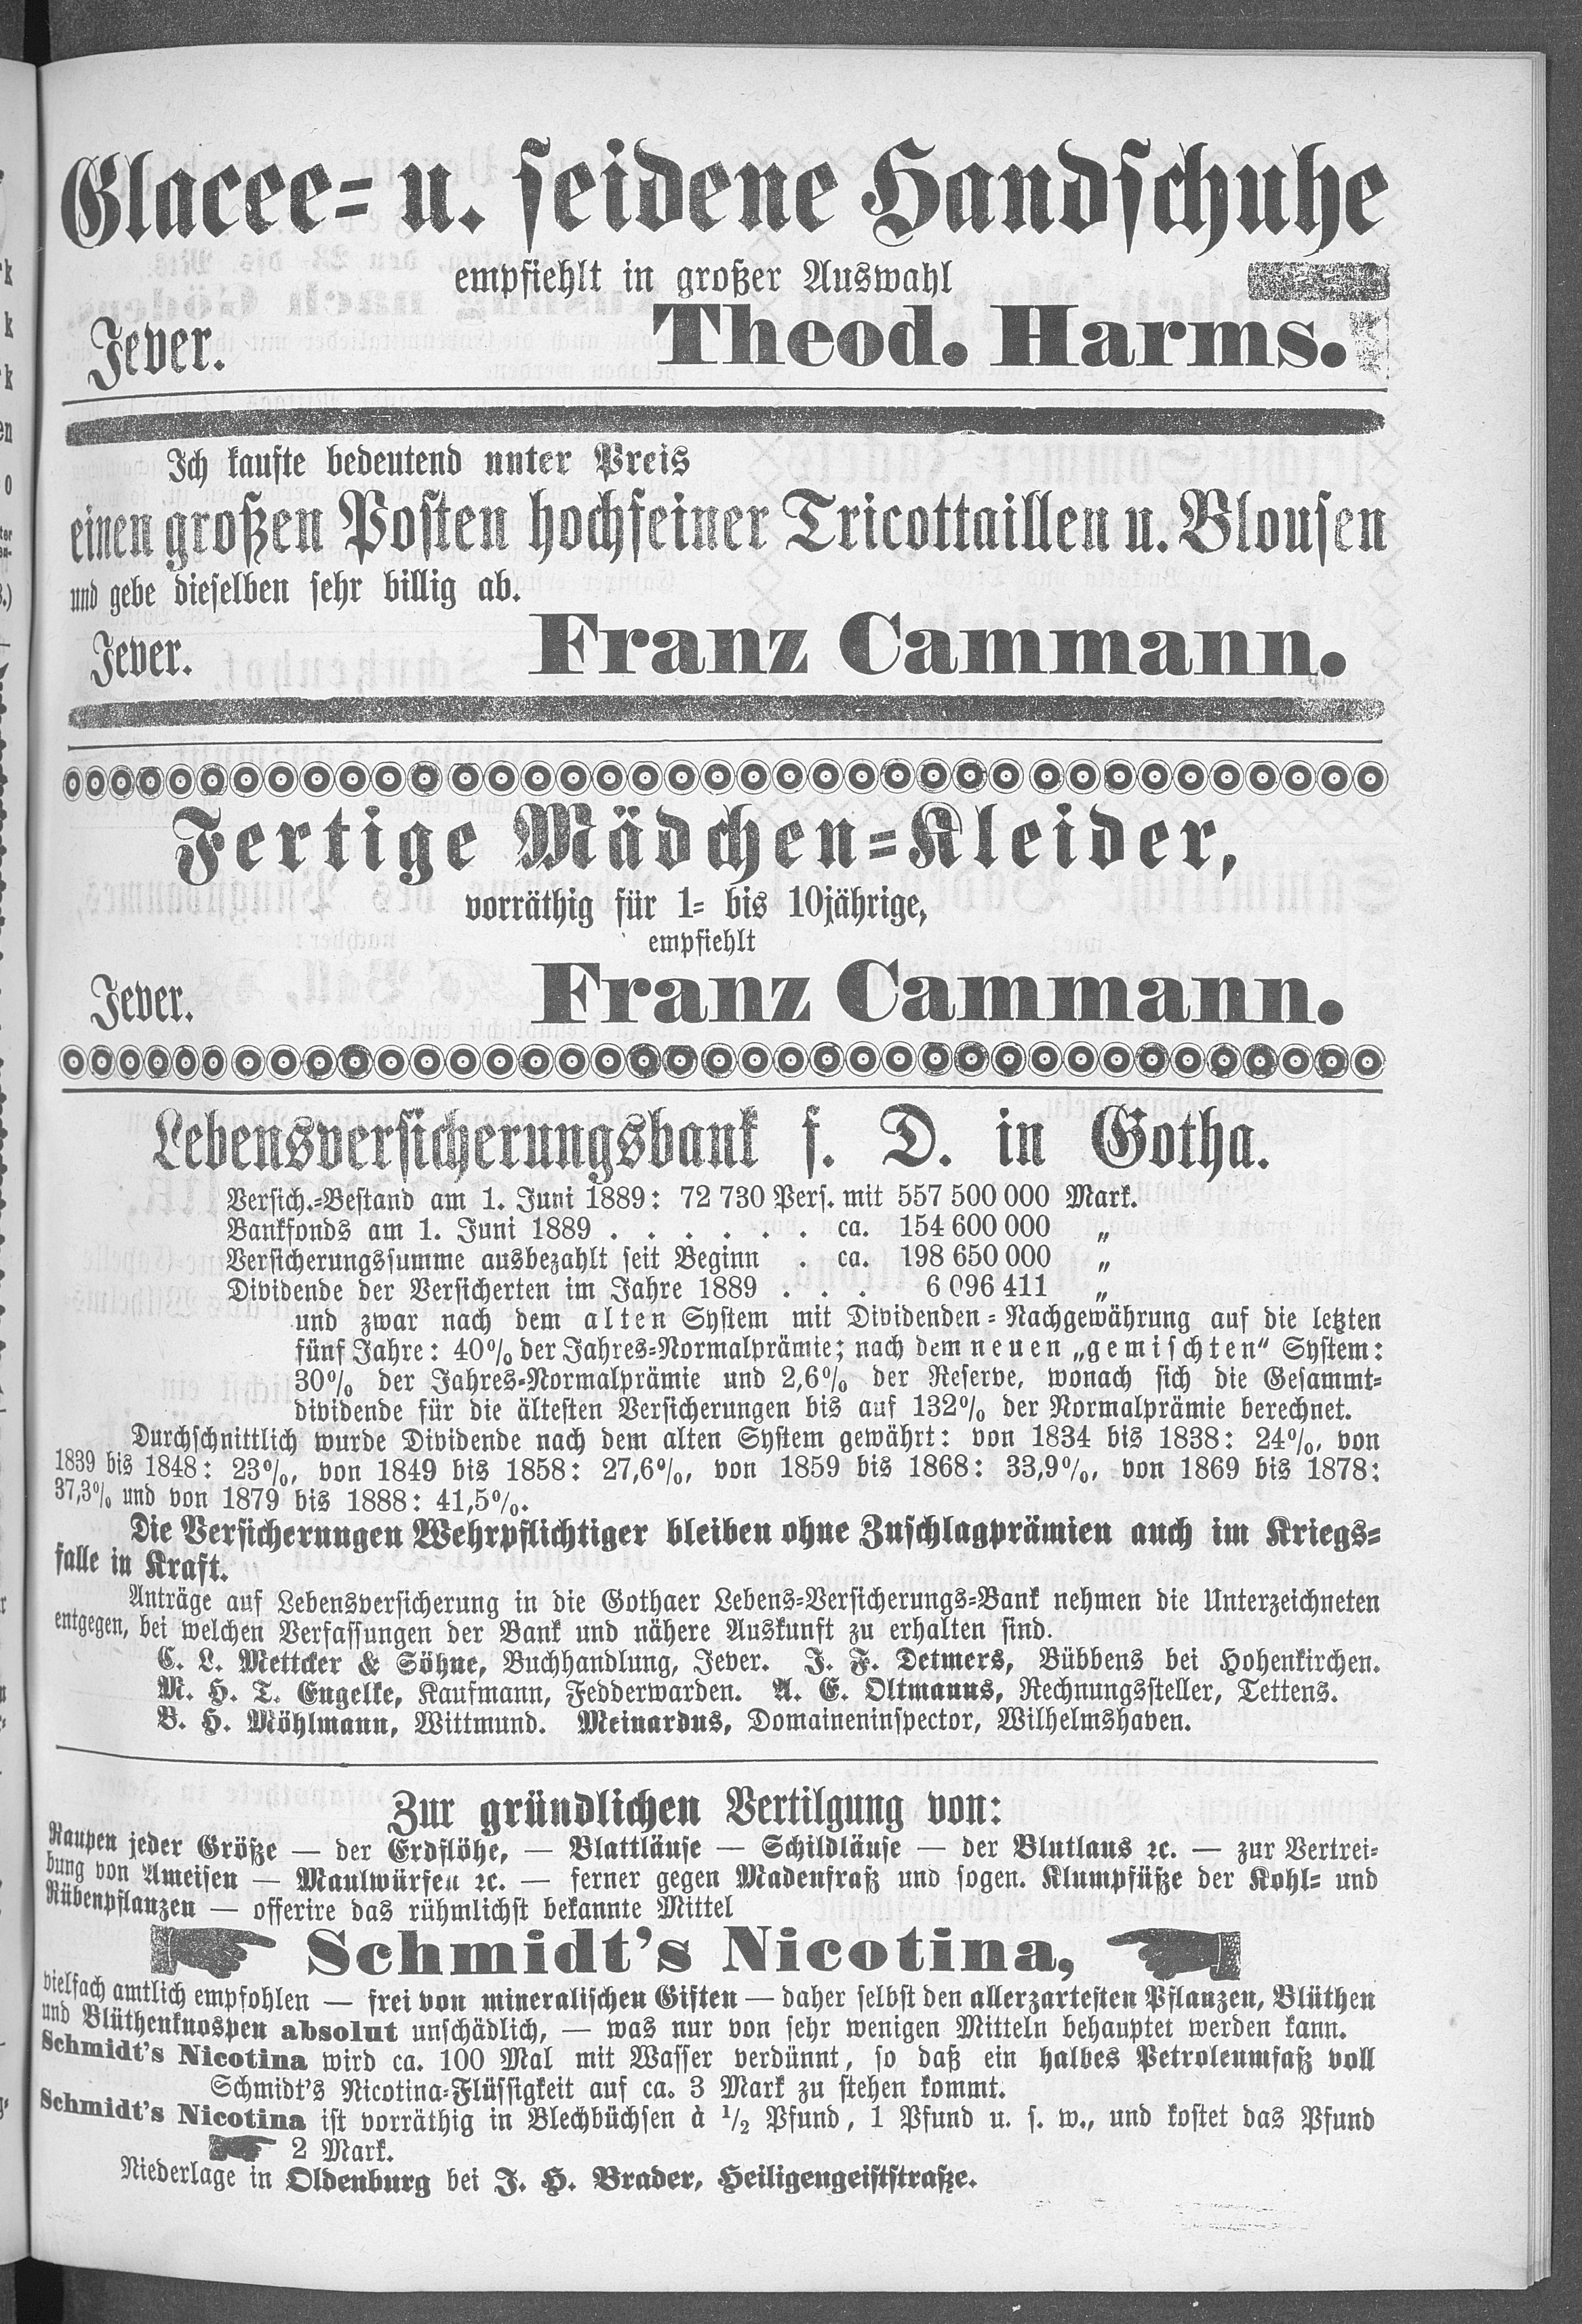 Glacee- u. seidene Handschuhe
empfiehlt in großer Auswahl
Jever. Theod. Harms.
Ich kaufte bedeutend unter Preis
einen großen Posten hochfeiner Tricottaillen u. Blousen
und gebe dieselben sehr billig ab.
Jever. Franz Cammann.
Fertige Mädchen-Kleider,
vorräthig für 1- bis 10jährige,
empfiehlt
Jever. Franz Cammann.
Lebensversicherungsbank f. D. in Gotha.
Versich.-Bestand am 1. Juni 1889: 72 730 Pers. mit 557 500 000 Mark.
Bankfonds am 1. Juni 1889 . . . . . . ca. 154 600 000 „
Versicherungssumme ausbezahlt seit Beginn . ca. 198 650 000 „
Dividende der Versicherten im Jahre 1889 . . . 6 096 411 „
und zwar nach dem alten System mit Dividenden-Nachgewährung auf die letzten
fünf Jahre: 40% der Jahres-Normalprämie; nach dem neuen „gemischten“ System:
30% der Jahres-Normalprämie und 2,6% der Reserve, wonach sich die Gesammt-
dividende für die ältesten Versicherungen bis auf 132% der Normalprämie berechnet.
Durchschnittlich wurde Dividende nach dem alten System gewährt: von 1834 bis 1838: 24%, von
1839 bis 1848: 23%, von 1849 bis 1858: 27,6%, von 1859 bis 1868: 33,9%, von 1869 bis 1878:
37,3% und von 1879 bis 1888: 41,5%.
Die Versicherungen Wehrpflichtiger bleiben ohne Zuschlagprämien auch im Kriegs-
falle in Kraft.
Anträge auf Lebensversicherung in die Gothaer Lebens-Versicherungs-Bank nehmen die Unterzeichneten
entgegen, bei welchen Verfassungen der Bank und nähere Auskunft zu erhalten sind.
C. L. Mettcker & Söhne, Buchhandlung, Jever. J. F. Detmers, Bübbens bei Hohenkirchen.
M. H. T. Engelke, Kaufmann, Fedderwarden. A. E. Oltmanns, Rechnungssteller, Tettens.
B. H. Möhlmann, Wittmund. Meinardus, Domaineninspector, Wilhelmshaven.
Zur gründlichen Vertilgung von:
Raupen jeder Größe — der Erdflöhe, — Blattläuse — Schildläuse — der Blutlaus ꝛc. — zur Vertrei-
bung von Ameisen — Maulwürfen ꝛc. — ferner gegen Madenfraß und sogen. Klumpfüße der Kohl- und
Rübenpflanzen — offerire das rühmlichst bekannte Mittel
Schmidt's Nicotina,
vielfach amtlich empfohlen — frei von mineralischen Giften — daher selbst den allerzartesten Pflanzen, Blüthen
und Blüthenknospen absolut unschädlich, — was nur von sehr wenigen Mitteln behauptet werden kann.
Schmidt's Nicotina wird ca. 100 Mal mit Wasser verdünnt, so daß ein halbes Petroleumfaß voll
Schmidt's Nicotina-Flüssigkeit auf ca. 3 Mark zu stehen kommt.
Schmidt's Nicotina ist vorräthig in Blechbüchsen à 1/2 Pfund, 1 Pfund u. s. w., und kostet das Pfund
2 Mark.
Niederlage in Oldenburg bei J. H. Brader, Heiligengeiststraße.